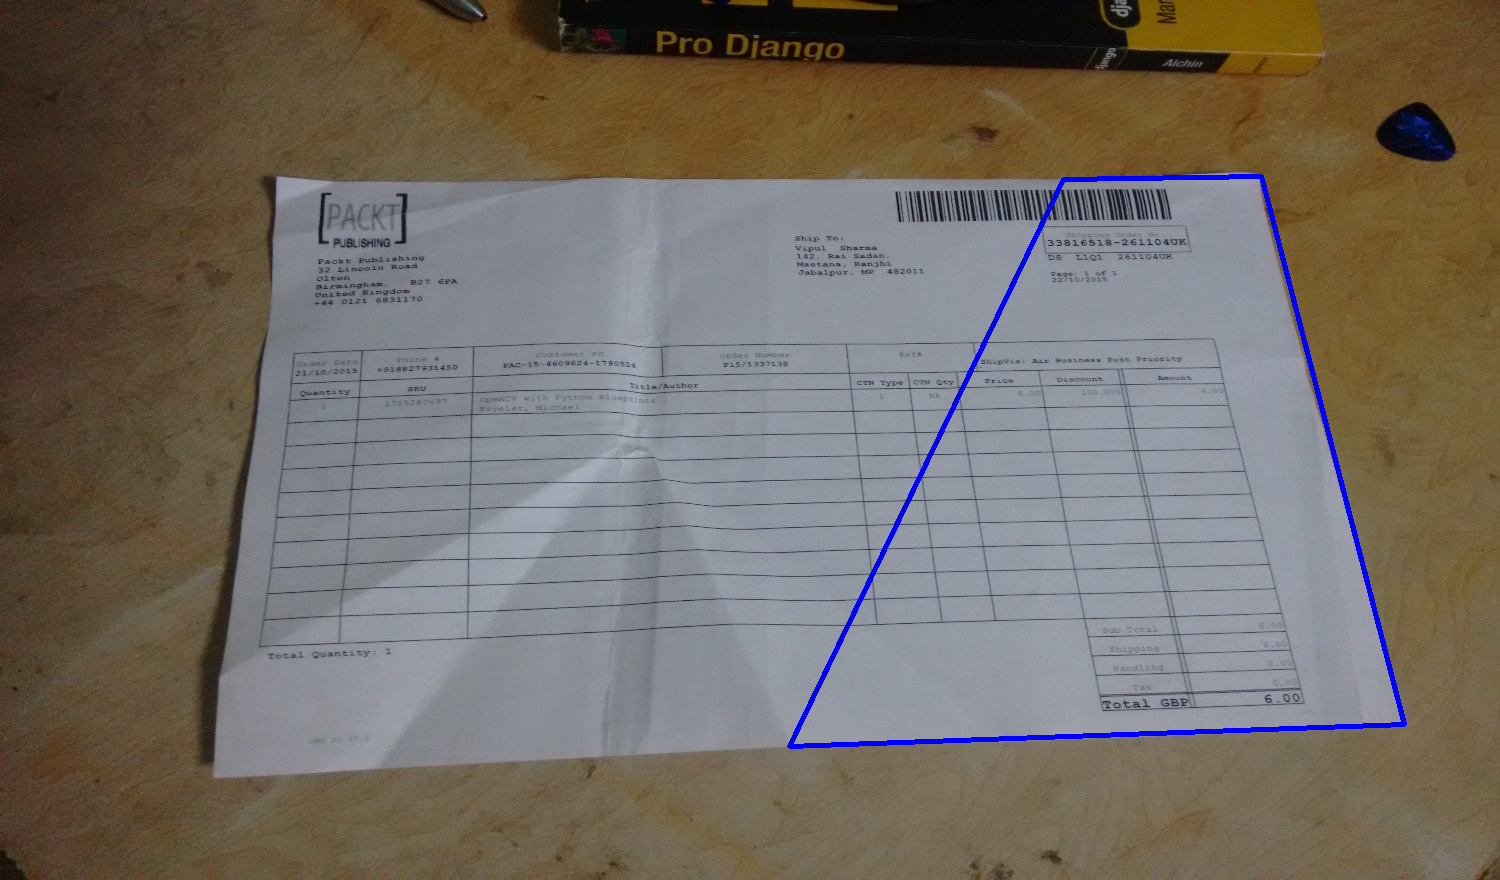 Pro Django
django
Alchin
[PACKT]
PUBLISHING
Packt Publishing
32 Lincoln Road
Olton
Birmingham, B27 6PA
United Kingdom
+44 0121 6831170
Ship To:
Vipul Sharma
142, Rai Sadan,
Mastana, Ranjhi
Jabalpur, MP 482011
Shipping Order No.
33816518-261104UK
DS L1Q1 261104UK
Page: 1 of 1
22/10/2015
Order Date Phone # Customer PO Order Number Ref# ShipVia: Air Business Post Priority
21/10/2015 +918827931450 PAC-15-4609624-1790524 P15/1337138
Quantity SKU Title/Author CTN Type CTN Qty Price Discount Amount
1 OpenCV with Python Blueprints 1 NA 6.00 100.00% 6.00
Beyeler, Michael
Sub Total 6.00
Shipping 0.00
Handling 0.00
Tax 0.00
Total GBP 6.00
Total Quantity: 1